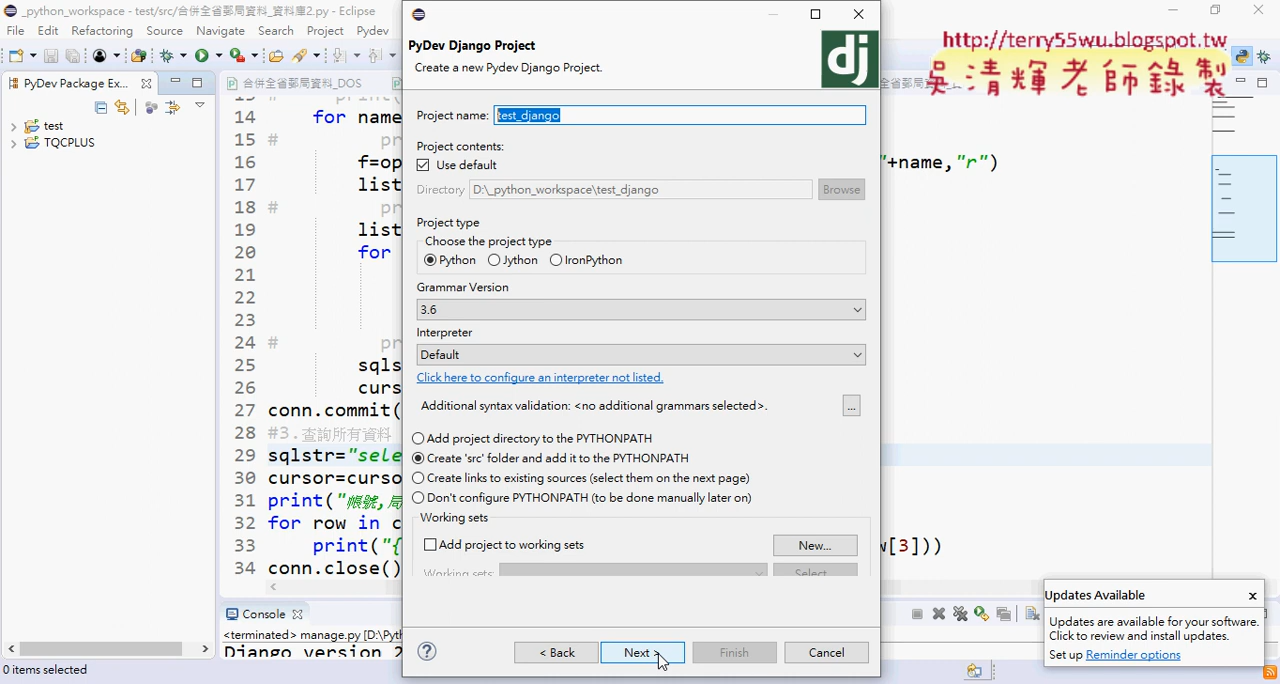 _python_workspace - test/src/合併全省郵局資料_資料庫2.py - Eclipse
File Edit Refactoring Source Navigate Search Project Pydev
PyDev Package Ex...
test
TQCPLUS
合併全省郵局資料_DOS
14 for name
15 # pr
16 f=op
"+name,"r")
17 list
18 # pr
19 list
20 for
21
22
23
24 # pr
25 sqls
26 curs
27 conn.commit(
28 #3.查詢所有資料
29 sqlstr="sele
30 cursor=curso
31 print("帳號,局
32 for row in c
33 print("{
w[3]))
34 conn.close()
Console
<terminated> manage.py [D:\Pyth
Django version 2
0 items selected
PyDev Django Project
Create a new Pydev Django Project.
dj
Project name: test_django
Project contents:
Use default
Directory D:\_python_workspace\test_django Browse
Project type
Choose the project type
Python Jython IronPython
Grammar Version
3.6
Interpreter
Default
Click here to configure an interpreter not listed.
Additional syntax validation: <no additional grammars selected>. ...
Add project directory to the PYTHONPATH
Create 'src' folder and add it to the PYTHONPATH
Create links to existing sources (select them on the next page)
Don't configure PYTHONPATH (to be done manually later on)
Working sets
Add project to working sets New...
Working sets: Select...
< Back Next > Finish Cancel
http://terry55wu.blogspot.tw
吳清輝老師錄製
Updates Available
Updates are available for your software.
Click to review and install updates.
Set up Reminder options